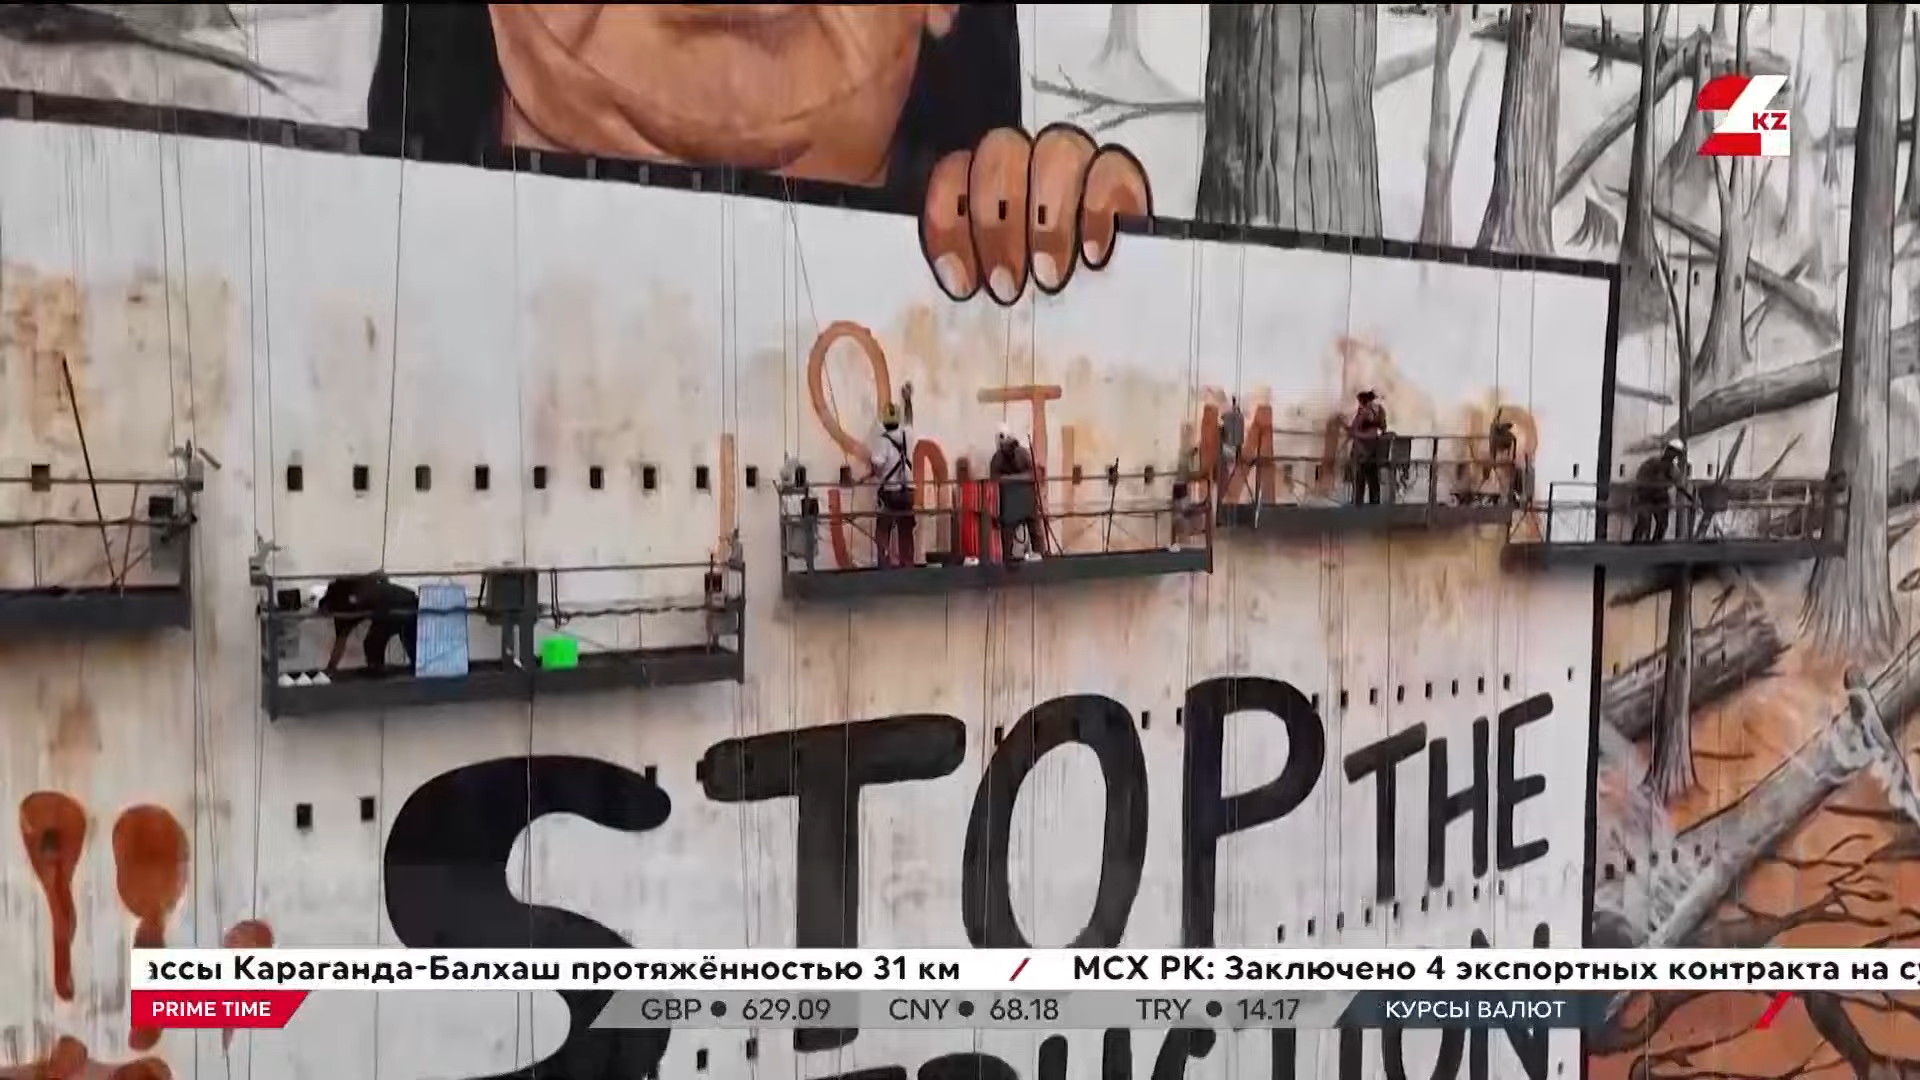 24 KZ
STOP THE
ассы Караганда-Балхаш протяжённостью 31 км / МСХ РК: Заключено 4 экспортных контракта на
PRIME TIME GBP • 629.09 CNY • 68.18 TRY • 14.17 КУРСЫ ВАЛЮТ